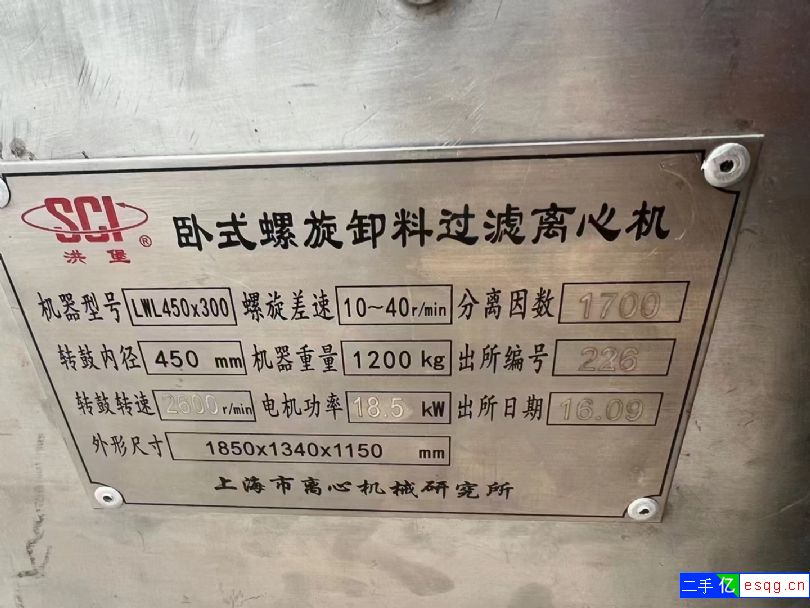 SCI®
洪堡
卧式螺旋卸料过滤离心机
机器型号 LWL450x300 螺旋差速 10～40r/min 分离因数 1700
转鼓内径 450 mm 机器重量 1200 kg 出所编号 226
转鼓转速 2600r/min 电机功率 18.5 kW 出所日期 16.09
外形尺寸 1850x1340x1150 mm
上海市离心机械研究所
二手亿 esqg.cn